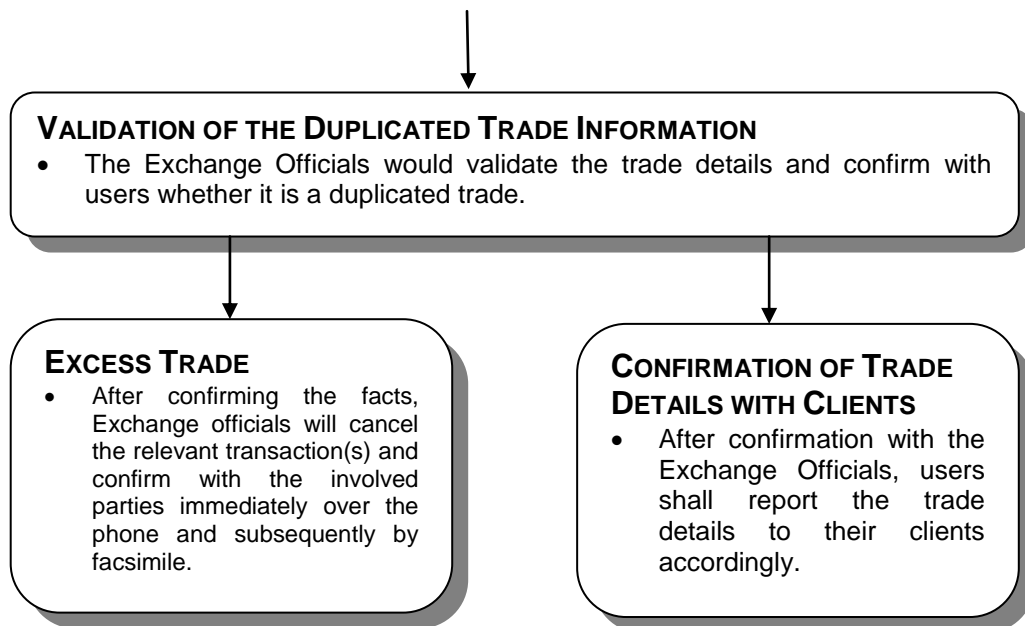 VALIDATION OF THE DUPLICATED TRADE INFORMATION
• The Exchange Officials would validate the trade details and confirm with
users whether it is a duplicated trade.
EXCESS TRADE
• After confirming the facts,
Exchange officials will cancel
the relevant transaction(s) and
confirm with the involved
parties immediately over the
phone and subsequently by
facsimile.
CONFIRMATION OF TRADE
DETAILS WITH CLIENTS
• After confirmation with the
Exchange Officials, users
shall report the trade
details to their clients
accordingly.